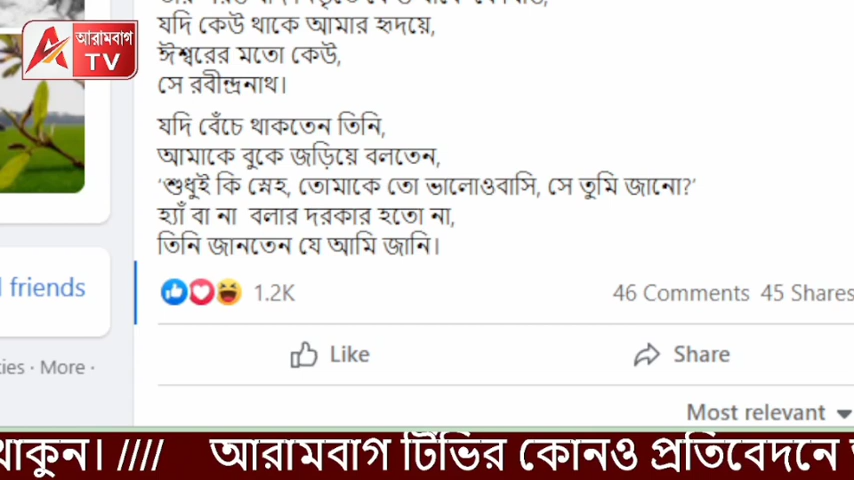 আরামবাগ
TV
যদি কেউ থাকে আমার হৃদয়ে,
ঈশ্বরের মতো কেউ,
সে রবীন্দ্রনাথ।
যদি বেঁচে থাকতেন তিনি,
আমাকে বুকে জড়িয়ে বলতেন,
‘শুধুই কি স্নেহ, তোমাকে তো ভালোওবাসি, সে তুমি জানো?’
হ্যাঁ বা না বলার দরকার হতো না,
তিনি জানতেন যে আমি জানি।
friends
1.2K 46 Comments 45 Shares
Like Share
More ·
Most relevant
থাকুন। //// আরামবাগ টিভির কোনও প্রতিবেদনে